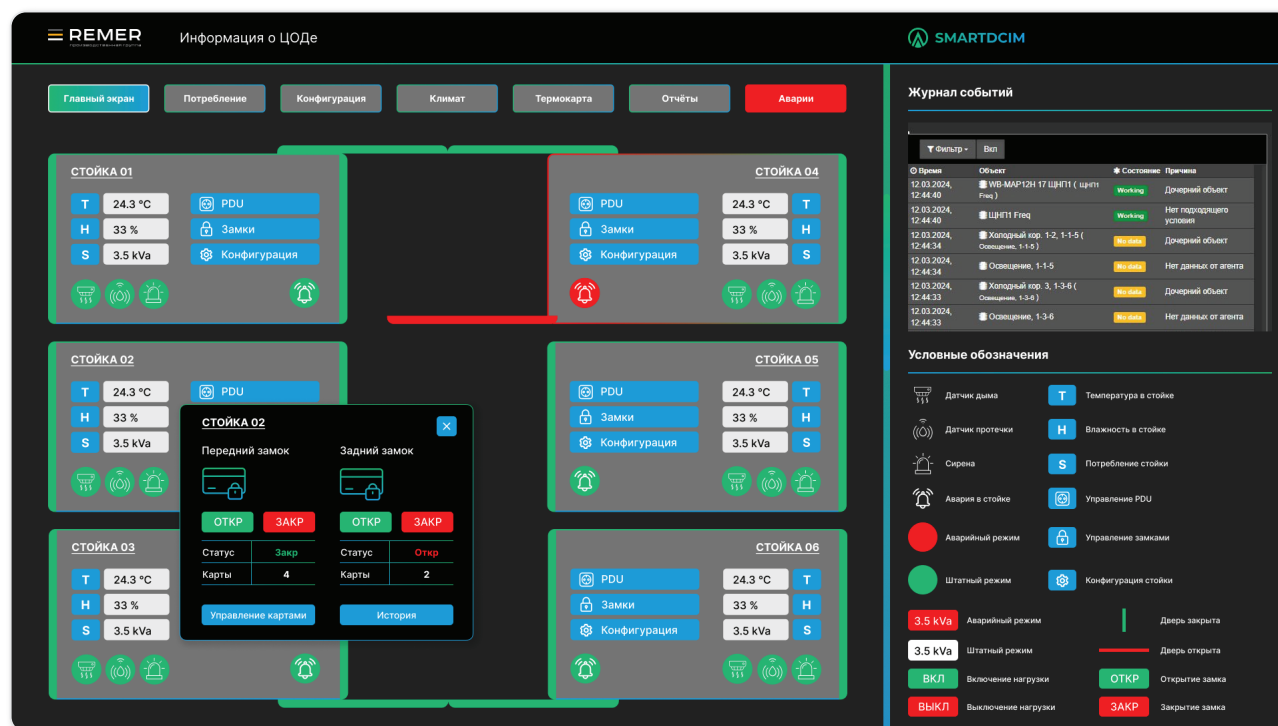 REMER
производственная группа
Информация о ЦОДе
SMARTDCIM
Главный экран
Потребление
Конфигурация
Климат
Термокарта
Отчёты
Аварии
СТОЙКА 01
T 24.3 °C PDU
H 33 % Замки
S 3.5 kVa Конфигурация
СТОЙКА 04
PDU 24.3 °C T
Замки 33 % H
Конфигурация 3.5 kVa S
СТОЙКА 02
T 24.3 °C PDU
H 33 %
S 3.5 kVa
СТОЙКА 05
PDU 24.3 °C T
Замки 33 % H
Конфигурация 3.5 kVa S
СТОЙКА 02
Передний замок Задний замок
ОТКР ЗАКР ОТКР ЗАКР
Статус Закр Статус Откр
Карты 4 Карты 2
Управление картами История
СТОЙКА 03
T 24.3 °C
H 33 %
S 3.5 kVa
СТОЙКА 06
PDU 24.3 °C T
Замки 33 % H
Конфигурация 3.5 kVa S
Журнал событий
Фильтр Вкл
Время Объект Состояние Причина
12.03.2024, WB-MAP12H 17 ЩНП1 ( щнп1 Working Дочерний объект
12:44:40 Freq )
12.03.2024, ЩНП1 Freq Working Нет подходящего
12:44:40 условия
12.03.2024, Холодный кор. 1-2, 1-1-5 ( No data Дочерний объект
12:44:34 Освещение, 1-1-5 )
12.03.2024, Освещение, 1-1-5 No data Нет данных от агента
12:44:34
12.03.2024, Холодный кор. 3, 1-3-6 ( No data Дочерний объект
12:44:33 Освещение, 1-3-6 )
12.03.2024, Освещение, 1-3-6 No data Нет данных от агента
12:44:33
Условные обозначения
Датчик дыма T Температура в стойке
Датчик протечки H Влажность в стойке
Сирена S Потребление стойки
Авария в стойке Управление PDU
Аварийный режим Управление замками
Штатный режим Конфигурация стойки
3.5 kVa Аварийный режим Дверь закрыта
3.5 kVa Штатный режим Дверь открыта
ВКЛ Включение нагрузки ОТКР Открытие замка
ВЫКЛ Выключение нагрузки ЗАКР Закрытие замка